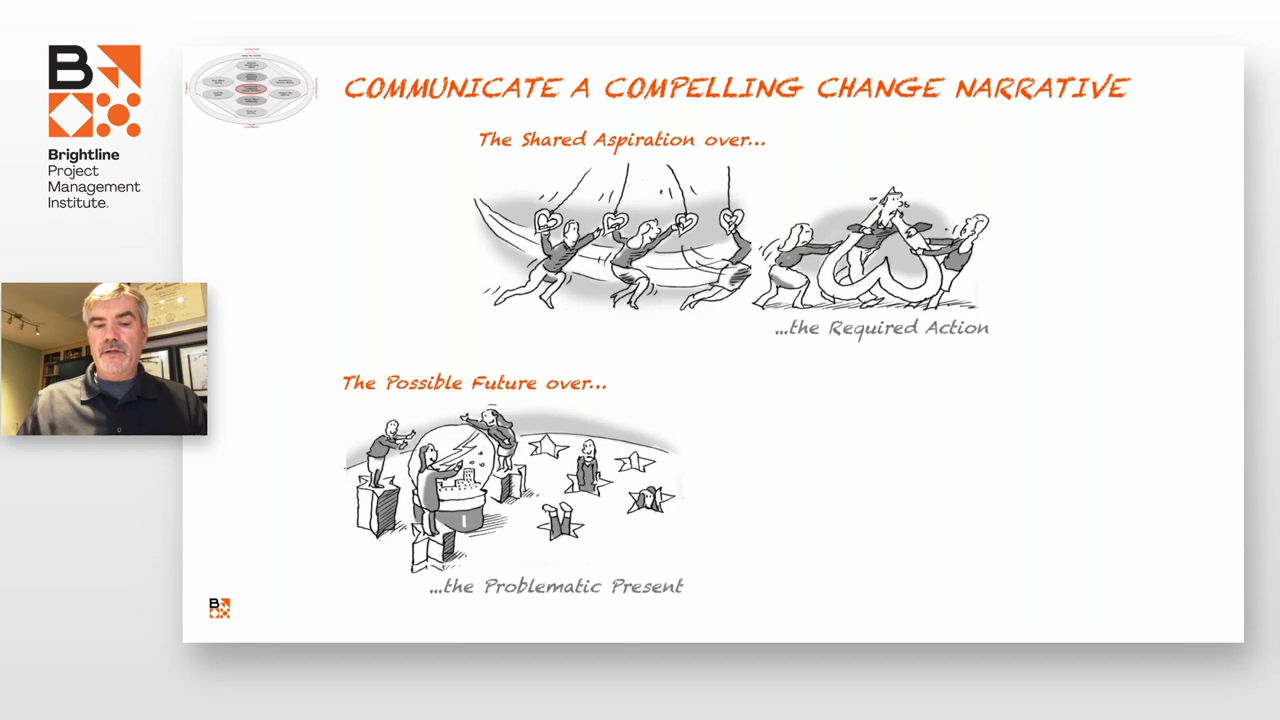 B
Brightline
Project
Management
Institute.
COMMUNICATE A COMPELLING CHANGE NARRATIVE
The Shared Aspiration over...
...the Required Action
The Possible Future over...
...the Problematic Present
B